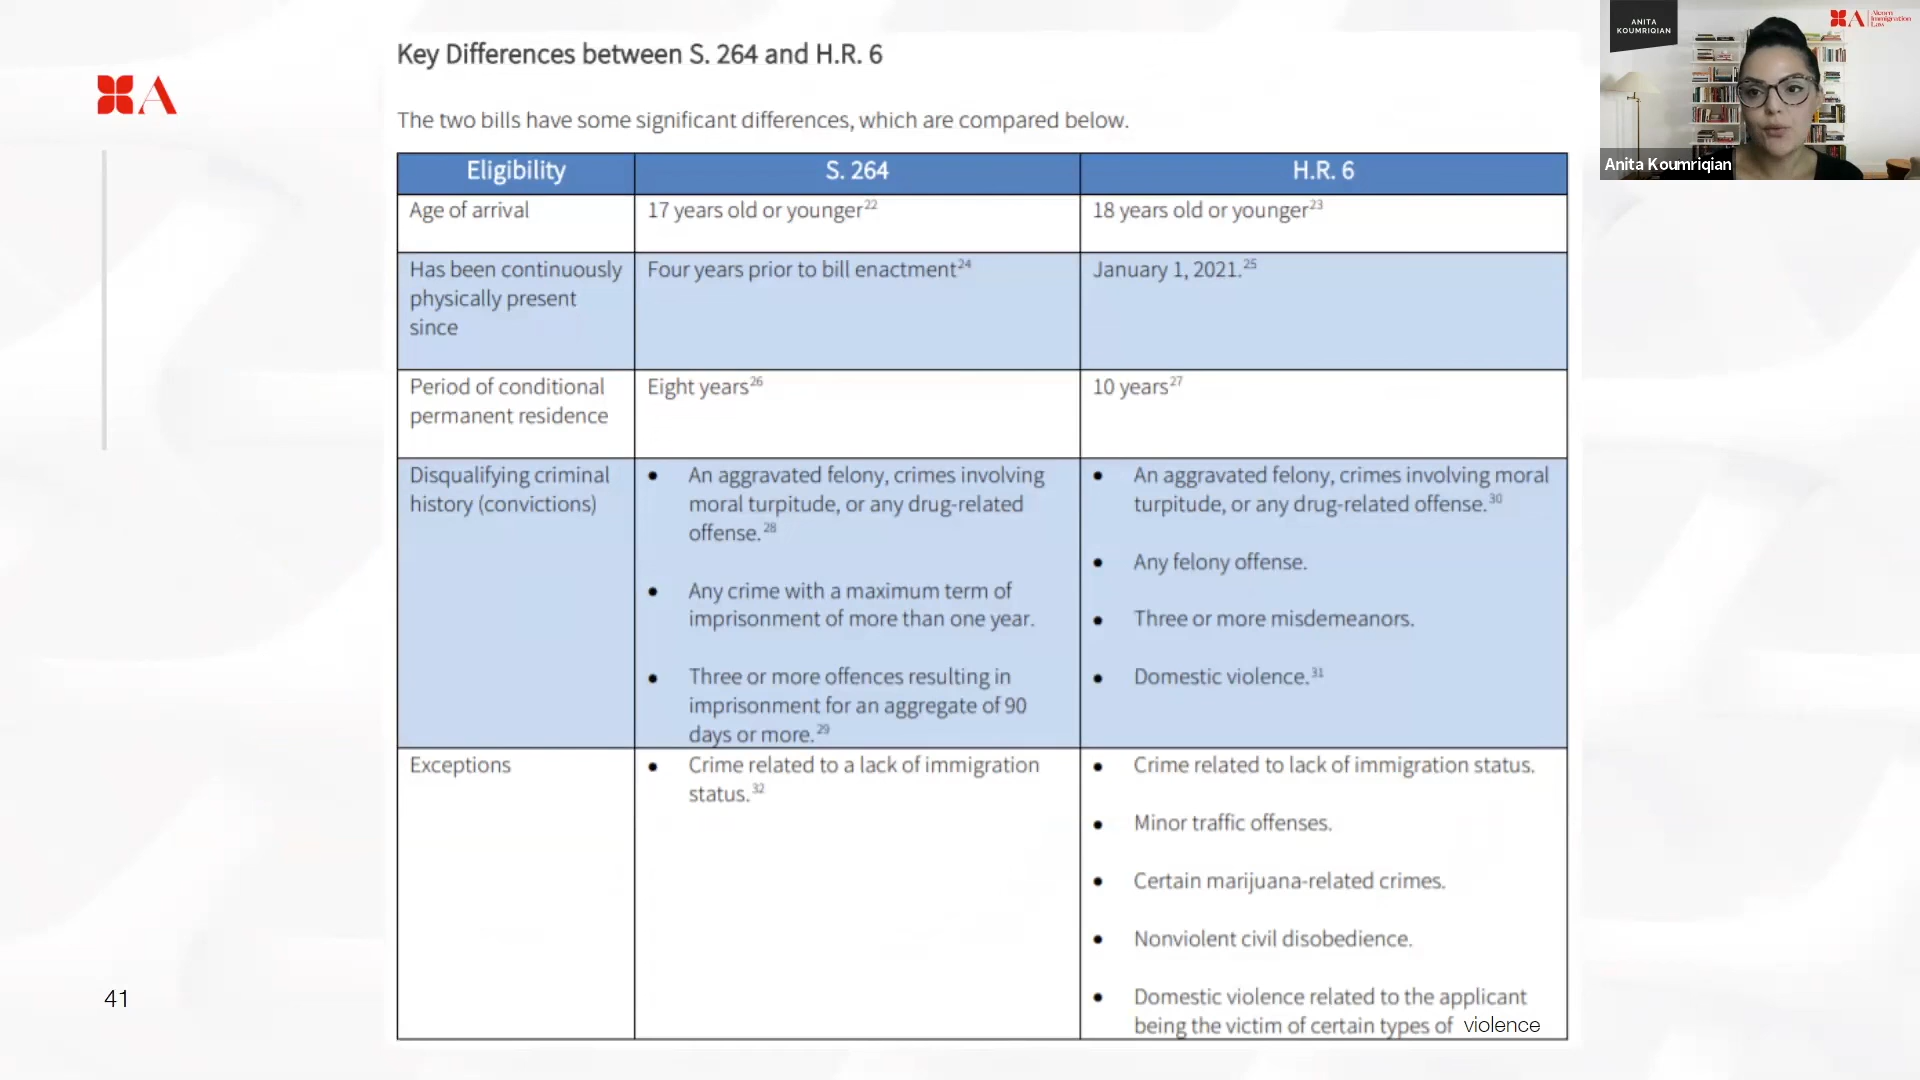 Key Differences between S. 264 and H.R. 6
The two bills have some significant differences, which are compared below.
Eligibility
S. 264
H.R. 6
Age of arrival
17 years old or younger22
18 years old or younger23
Has been continuously
physically present
since
Four years prior to bill enactment24
January 1, 2021.25
Period of conditional
permanent residence
Eight years26
10 years27
Disqualifying criminal
history (convictions)
• An aggravated felony, crimes involving
moral turpitude, or any drug-related
offense.28
• Any crime with a maximum term of
imprisonment of more than one year.
• Three or more offences resulting in
imprisonment for an aggregate of 90
days or more.29
• An aggravated felony, crimes involving moral
turpitude, or any drug-related offense.30
• Any felony offense.
• Three or more misdemeanors.
• Domestic violence.31
Exceptions
• Crime related to a lack of immigration
status.32
• Crime related to lack of immigration status.
• Minor traffic offenses.
• Certain marijuana-related crimes.
• Nonviolent civil disobedience.
• Domestic violence related to the applicant
being the victim of certain types of violence
A
41
ANITA
KOUMRIQIAN
A
Alcorn
Immigration
Law
Anita Koumriqian